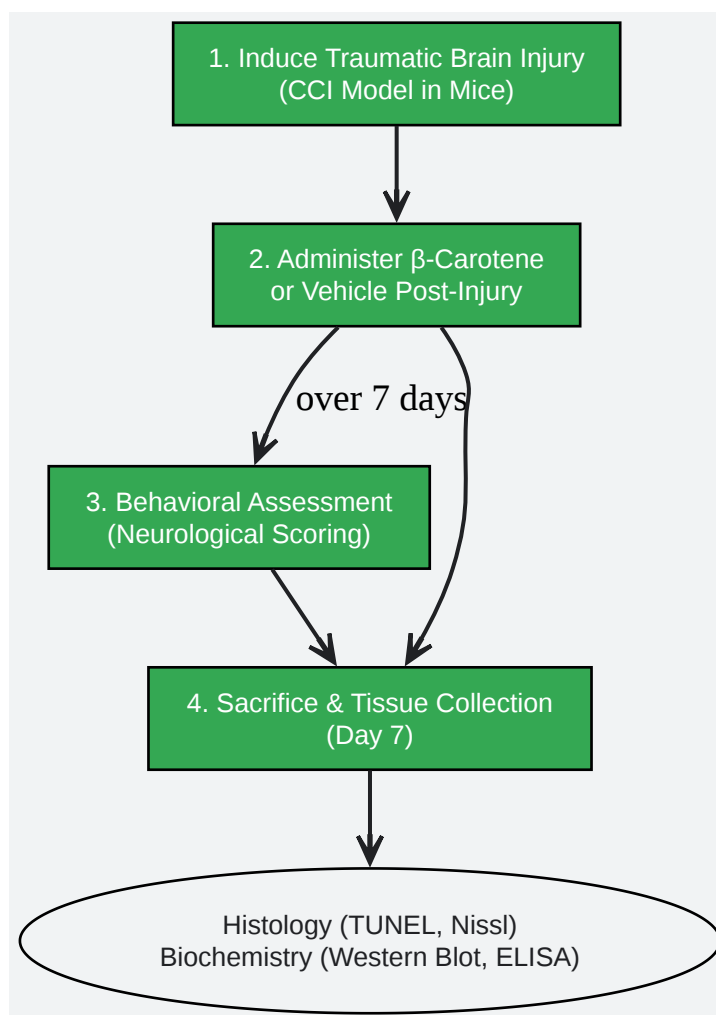 1. Induce Traumatic Brain Injury
(CCI Model in Mice)
2. Administer β-Carotene
or Vehicle Post-Injury
over 7 days
3. Behavioral Assessment
(Neurological Scoring)
4. Sacrifice & Tissue Collection
(Day 7)
Histology (TUNEL, Nissl)
Biochemistry (Western Blot, ELISA)